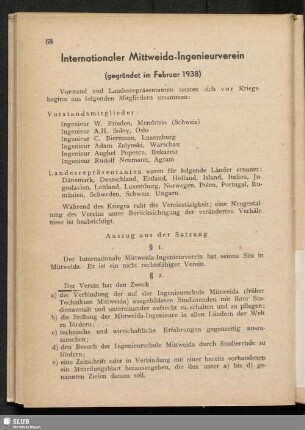 68
Internationaler Mittweida-Ingenieurverein
(gegründet im Februar 1938)
Vorstand und Landesrepräsentanten setzen sich vor Kriegs-
beginn aus folgenden Mitgliedern zusammen:
Vorstandsmitglieder:
Ingenieur W. Frieden, Mendrisio (Schweiz)
Ingenieur A.H. Soloy, Oslo
Ingenieur C. Biermann, Luxemburg
Ingenieur Adam Zolynski, Warschau
Ingenieur Anghel Popescu, Bukarest
Ingenieur Rudolf Neumann, Agram
Landesrepräsentanten waren für folgende Länder ernannt:
Dänemark, Deutschland, Estland, Holland, Island, Italien, Ju-
goslavien, Lettland, Luxemburg, Norwegen, Polen, Portugal, Ru-
mänien, Schweden, Schweiz, Ungarn.
Während des Krieges ruht die Vereinstätigkeit; eine Neugestal-
tung des Vereins unter Berücksichtigung der veränderten Verhält-
nisse ist beabsichtigt.
Auszug aus der Satzung
§ 1.
Der Internationale Mittweida-Ingenieurverein hat seinen Sitz in
Mittweida. Er ist ein nicht rechtsfähiger Verein.
§ 2.
Der Verein hat den Zweck
a) die Verbindung der auf der Ingenieurschule Mittweida (früher
Technikum Mittweida) ausgebildeten Studierenden mit ihrer Stu-
dienanstalt und untereinander aufrecht zu erhalten und zu pflegen;
b) die Stellung der Mittweida-Ingenieure in allen Ländern der Welt
zu fördern;
c) technische und wirtschaftliche Erfahrungen gegenseitig auszu-
tauschen;
d) den Besuch der Ingenieurschule Mittweida durch Studierende zu
fördern;
e) eine Zeitschrift oder in Verbindung mit einer bereits vorhandenen
ein Mitteilungsblatt herauszugeben, die den unter a) bis d) ge-
nannten Zielen dienen soll.
SLUB